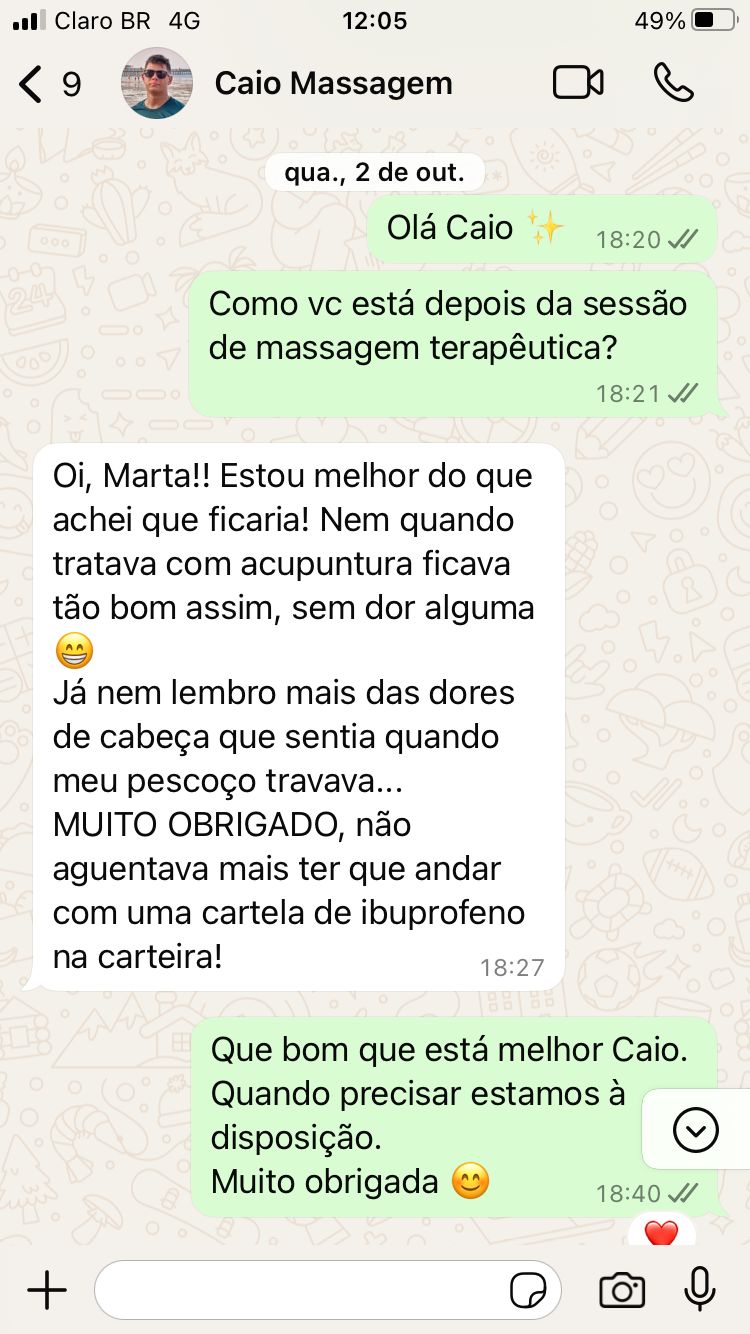 Claro BR 4G 12:05 49%
9 Caio Massagem
qua., 2 de out.
Olá Caio ✨ 18:20
Como vc está depois da sessão
de massagem terapêutica?
18:21
Oi, Marta!! Estou melhor do que
achei que ficaria! Nem quando
tratava com acupuntura ficava
tão bom assim, sem dor alguma
😁
Já nem lembro mais das dores
de cabeça que sentia quando
meu pescoço travava...
MUITO OBRIGADO, não
aguentava mais ter que andar
com uma cartela de ibuprofeno
na carteira! 18:27
Que bom que está melhor Caio.
Quando precisar estamos à
disposição.
Muito obrigada 😊 18:40
❤️